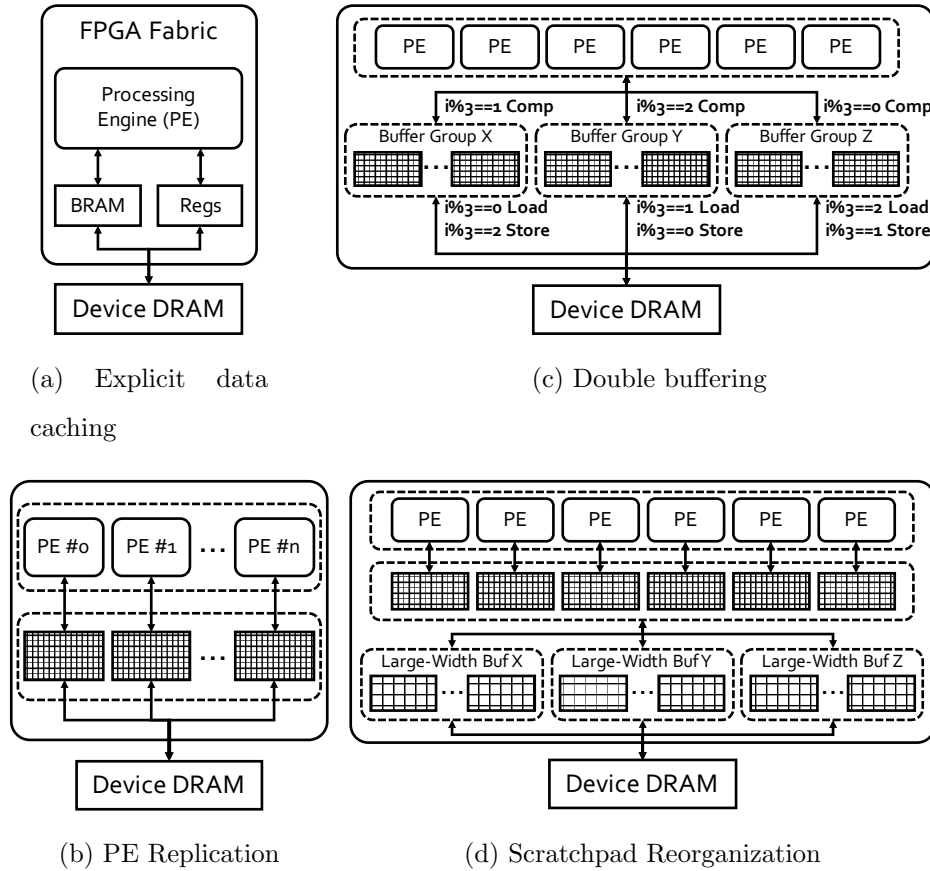 FPGA Fabric
Processing
Engine (PE)
BRAM
Regs
Device DRAM
(a) Explicit data
caching
PE PE PE PE PE PE
i%3==1 Comp
i%3==2 Comp
i%3==0 Comp
Buffer Group X
Buffer Group Y
Buffer Group Z
... ... ...
i%3==0 Load
i%3==2 Store
i%3==1 Load
i%3==0 Store
i%3==2 Load
i%3==1 Store
Device DRAM
(c) Double buffering
PE #0 PE #1 ... PE #n
...
Device DRAM
(b) PE Replication
PE PE PE PE PE PE
Large-Width Buf X
Large-Width Buf Y
Large-Width Buf Z
... ... ...
Device DRAM
(d) Scratchpad Reorganization